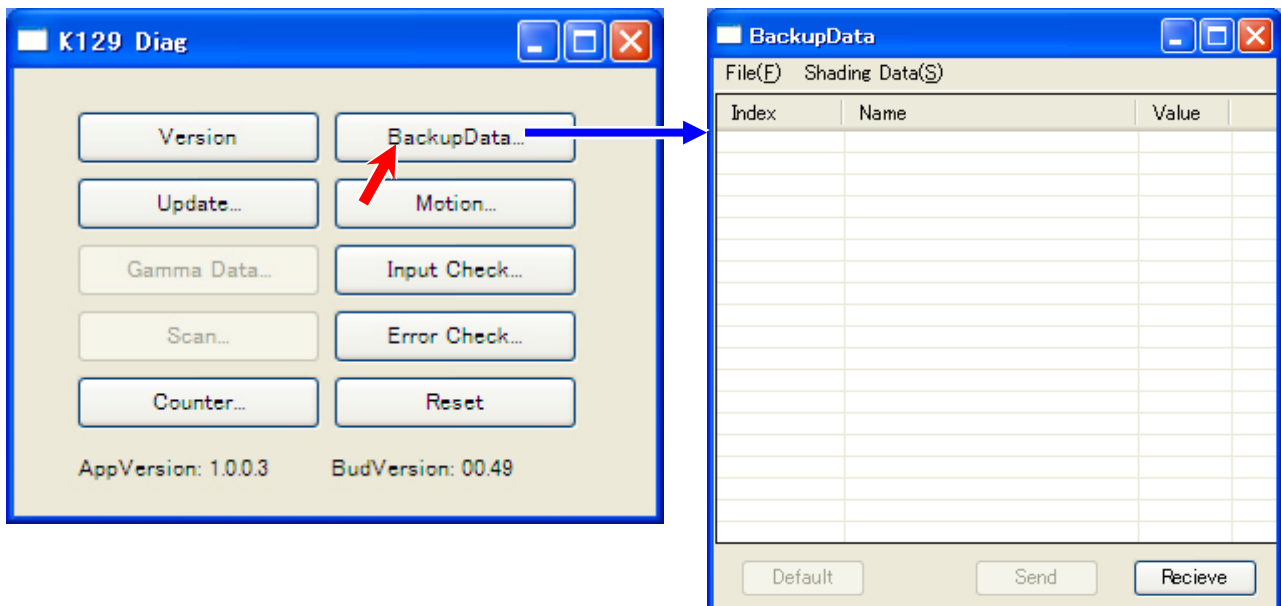 K129 Diag
Version
BackupData...
Update...
Motion...
Gamma Data...
Input Check...
Scan...
Error Check...
Counter...
Reset
AppVersion: 1.0.0.3
BudVersion: 00.49
BackupData
File(F) Shading Data(S)
Index Name Value
Default Send Recieve